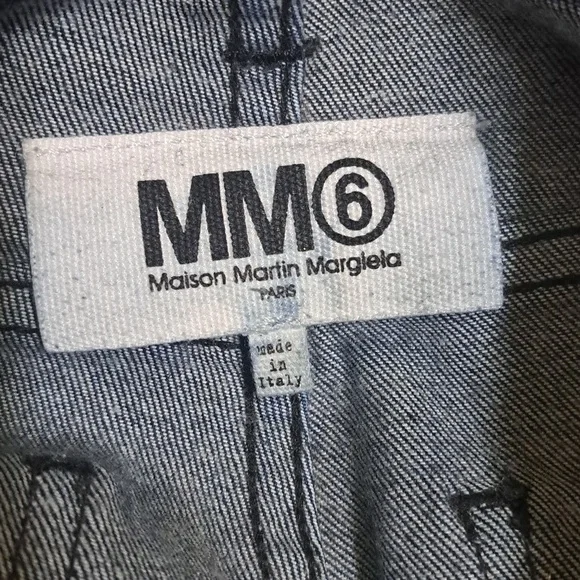 MM⑥
Maison Martin Margiela
PARIS
made
in
Italy